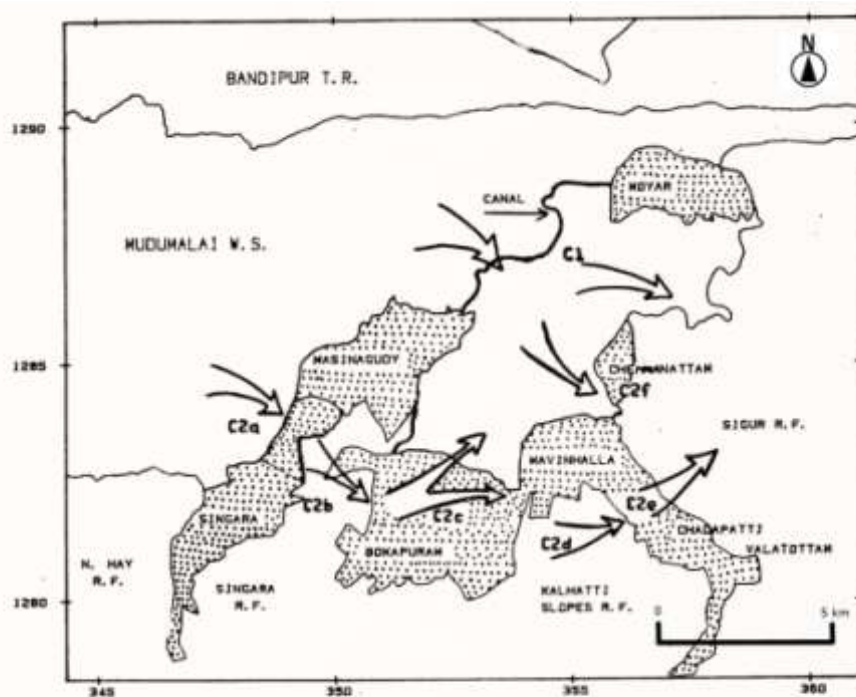 N
BANDIPUR T.R.
1290
MOYAR
CANAL
MUDUMALAI W.S.
C1
1285
MASINAGUDY
CHEMMANATTAM
C2f
C2a
SIGUR R.F.
MAVINHALLA
C2b
C2c
C2e
SINGARA
CHADAPATTI
BOKAPURAM
C2d
VALATOTTAM
N. HAY
R.F.
SINGARA
R.F.
KALHATTI
SLOPES R.F.
1280
0
5 km
345
350
355
360